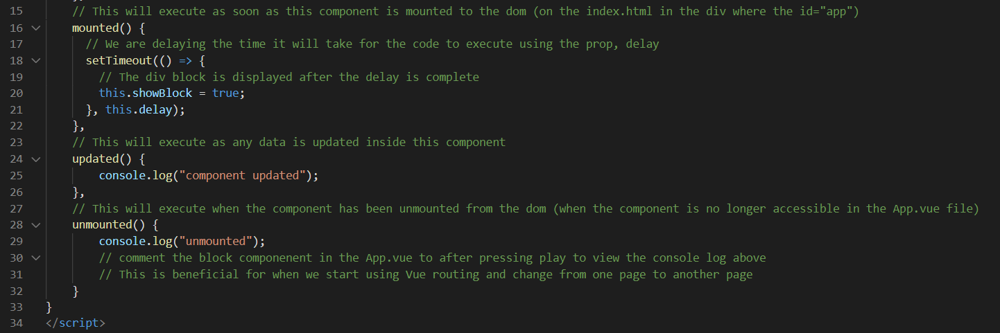 15 // This will execute as soon as this component is mounted to the dom (on the index.html in the div where the id="app")
16 mounted() {
17 // We are delaying the time it will take for the code to execute using the prop, delay
18 setTimeout(() => {
19 // The div block is displayed after the delay is complete
20 this.showBlock = true;
21 }, this.delay);
22 },
23 // This will execute as any data is updated inside this component
24 updated() {
25 console.log("component updated");
26 },
27 // This will execute when the component has been unmounted from the dom (when the component is no longer accessible in the App.vue file)
28 unmounted() {
29 console.log("unmounted");
30 // comment the block componenent in the App.vue to after pressing play to view the console log above
31 // This is beneficial for when we start using Vue routing and change from one page to another page
32 }
33 }
34 </script>